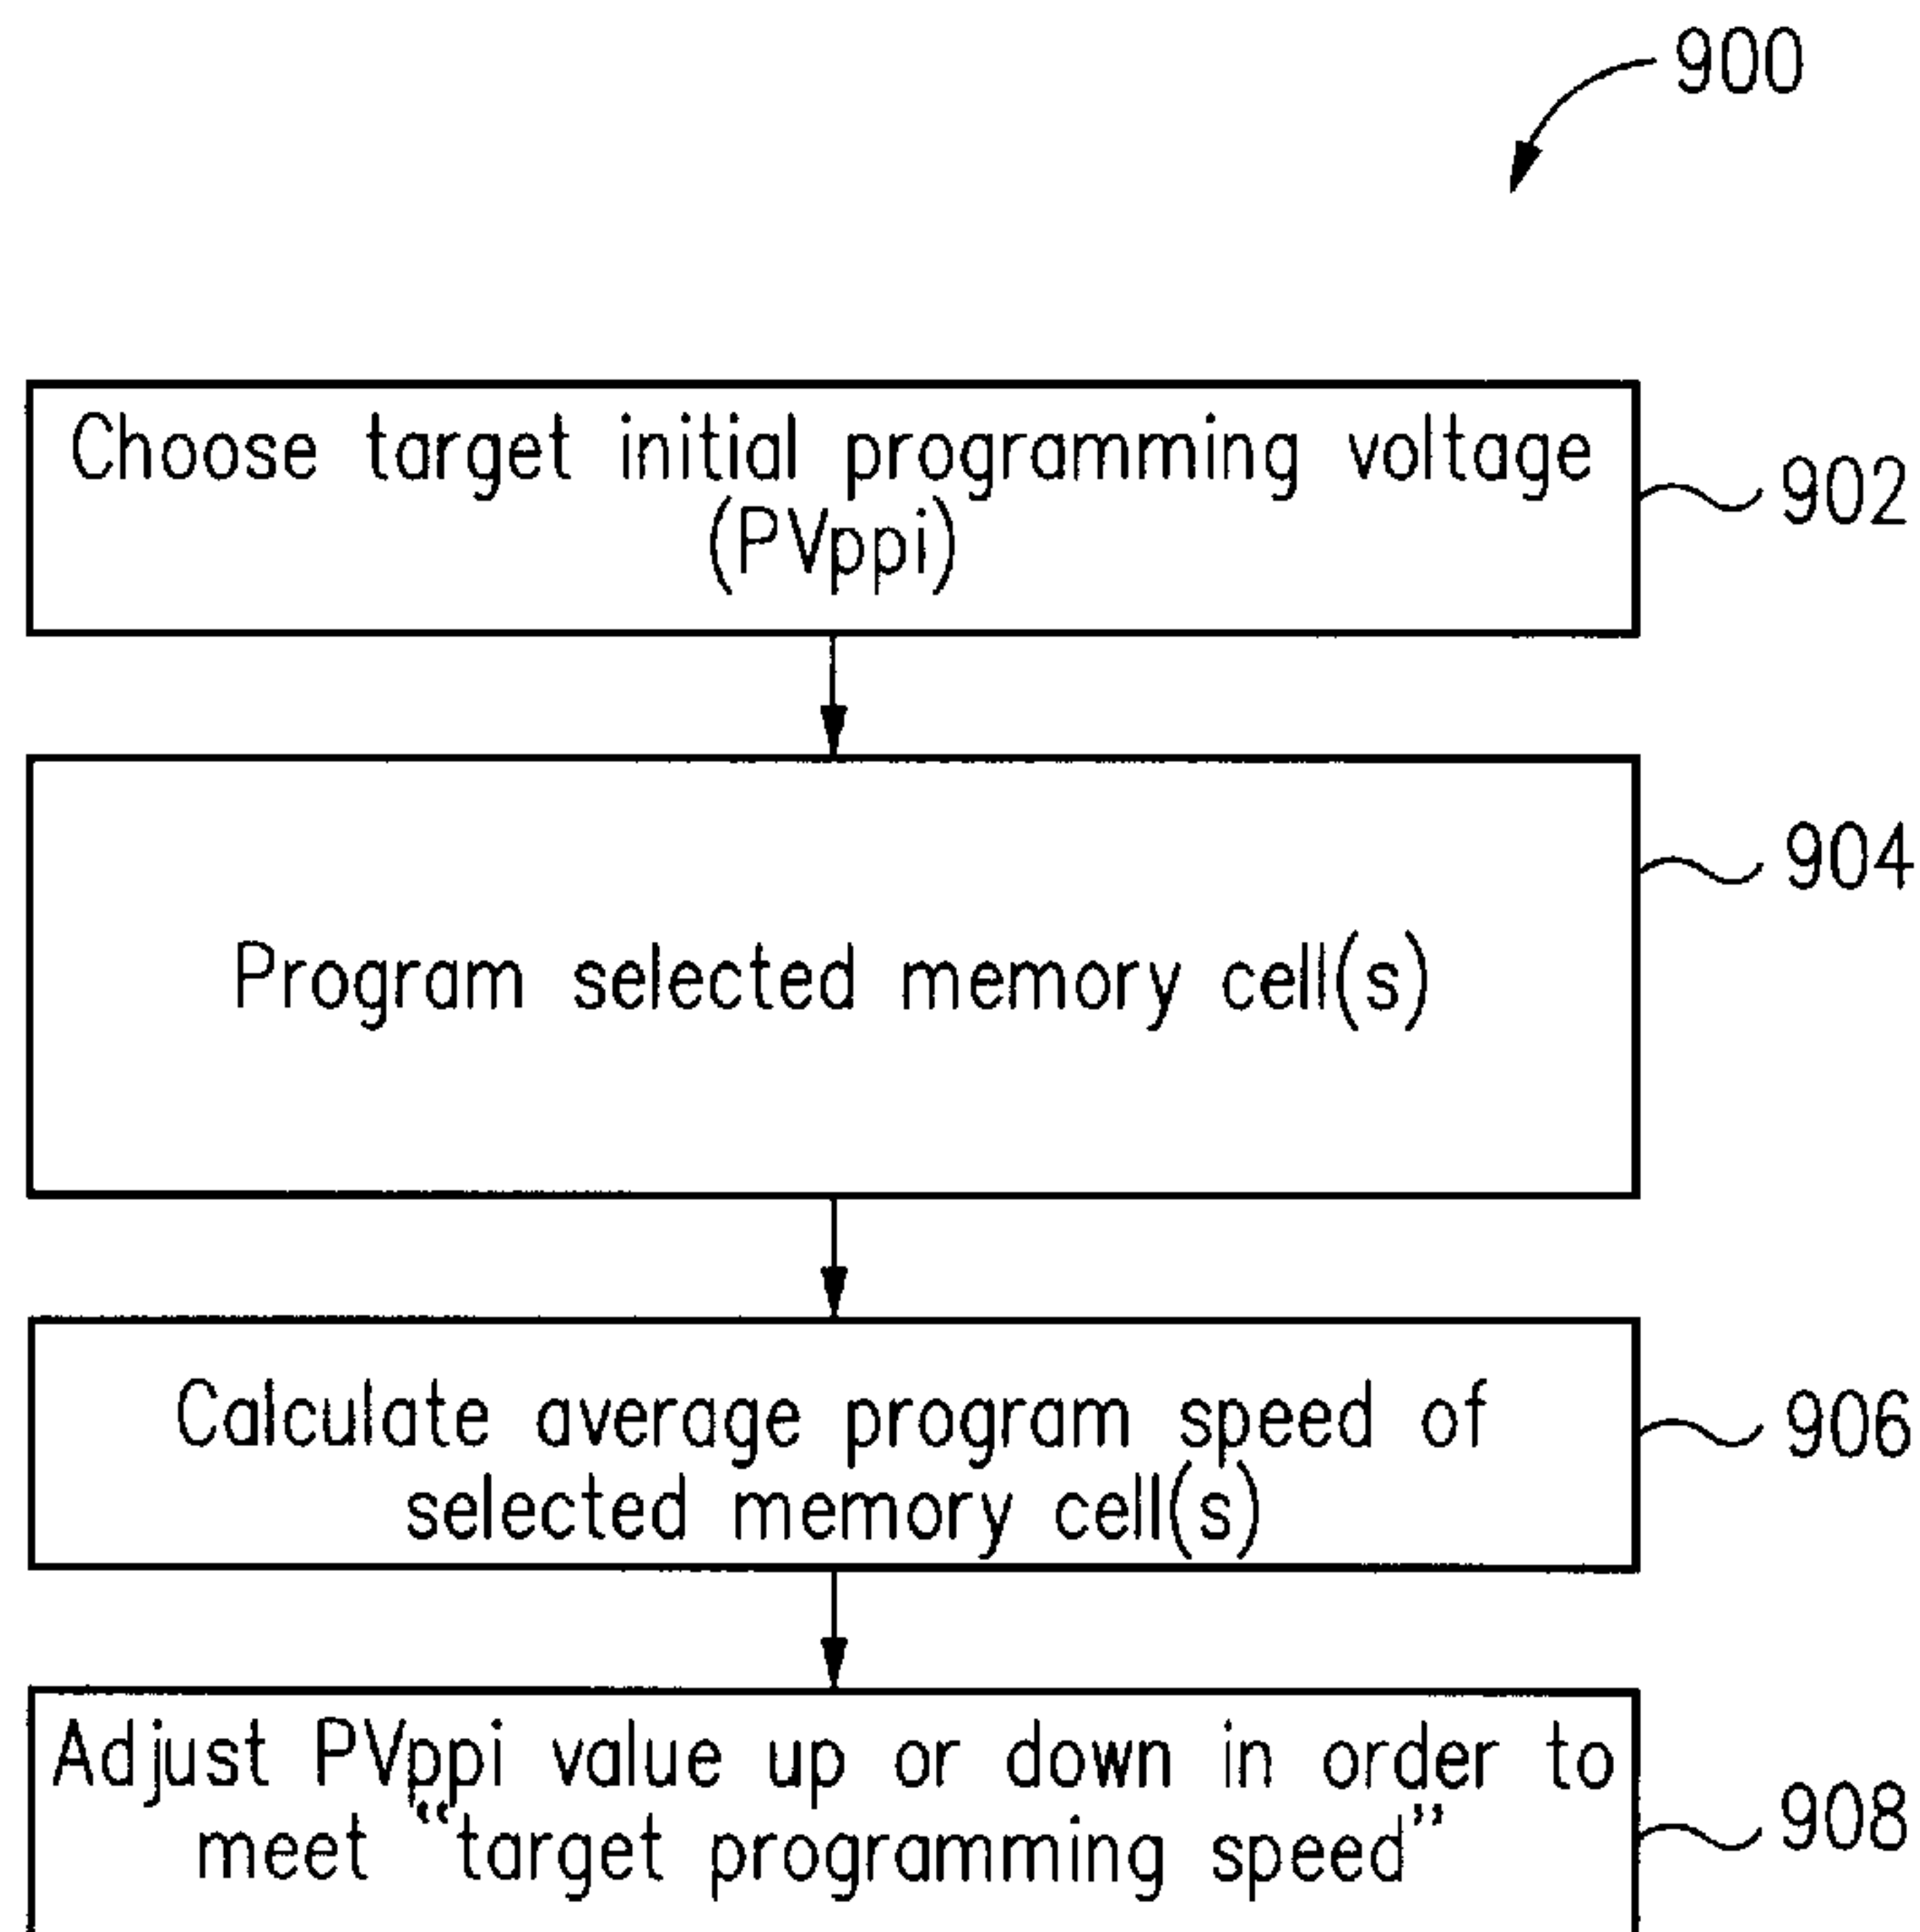 900
Choose target initial programming voltage
(PVppi)
902
904
Program selected memory cell(s)
Calculate average program speed of
selected memory cell(s)
906
Adjust PVppi value up or down in order to
meet “target programming speed”
908